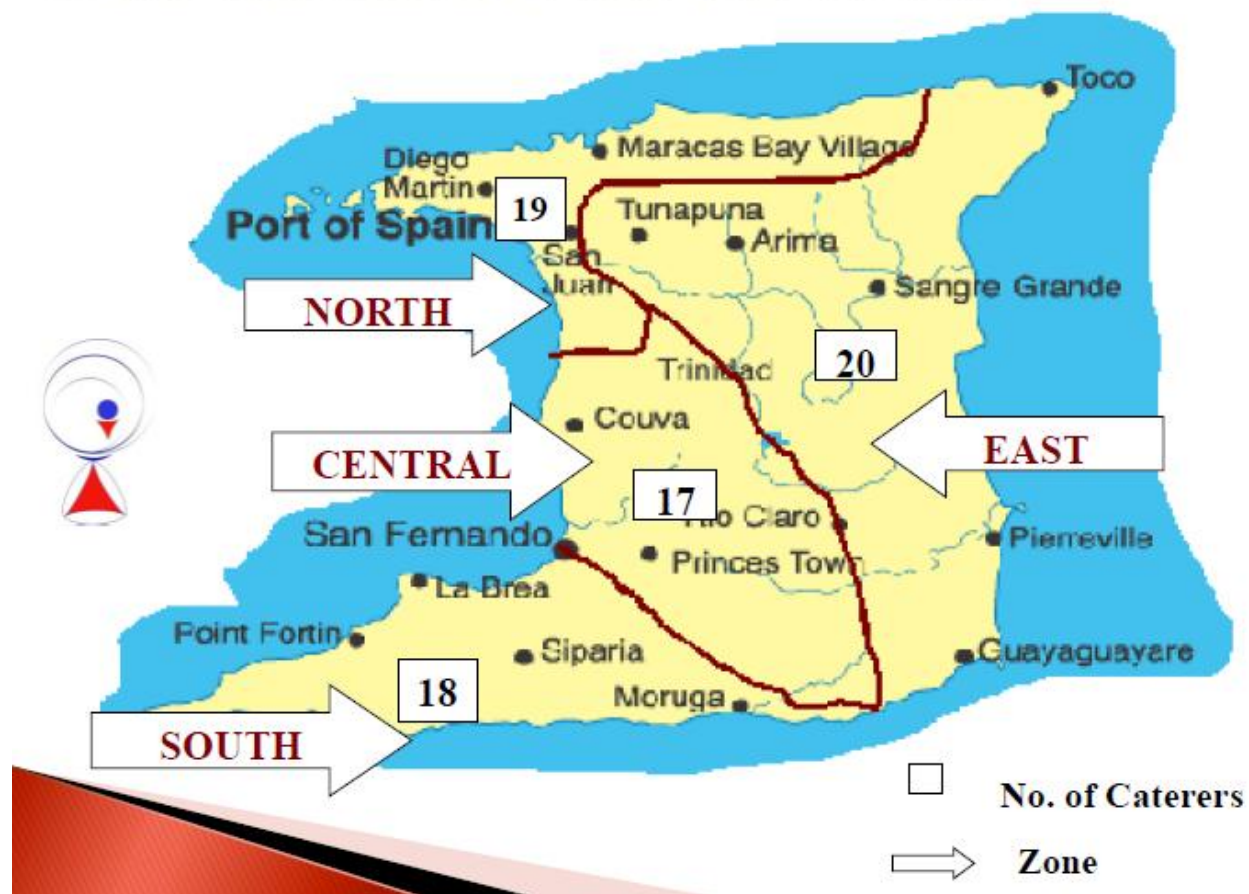 Toco
Maracas Bay Village
Diego
Martin
19
Tunapuna
Port of Spain
Arima
San
Juan
Sangre Grande
NORTH
20
Trinidad
Couva
EAST
CENTRAL
17
Rio Claro
San Fernando
Pierreville
Princes Town
La Brea
Point Fortin
Siparia
Guayaguayare
18
Moruga
SOUTH
No. of Caterers
Zone